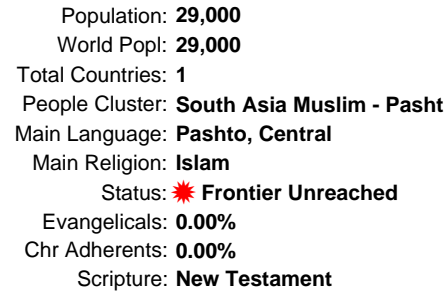 Population: 29,000
World Popl: 29,000
Total Countries: 1
People Cluster: South Asia Muslim - Pasht
Main Language: Pashto, Central
Main Religion: Islam
Status: Frontier Unreached
Evangelicals: 0.00%
Chr Adherents: 0.00%
Scripture: New Testament